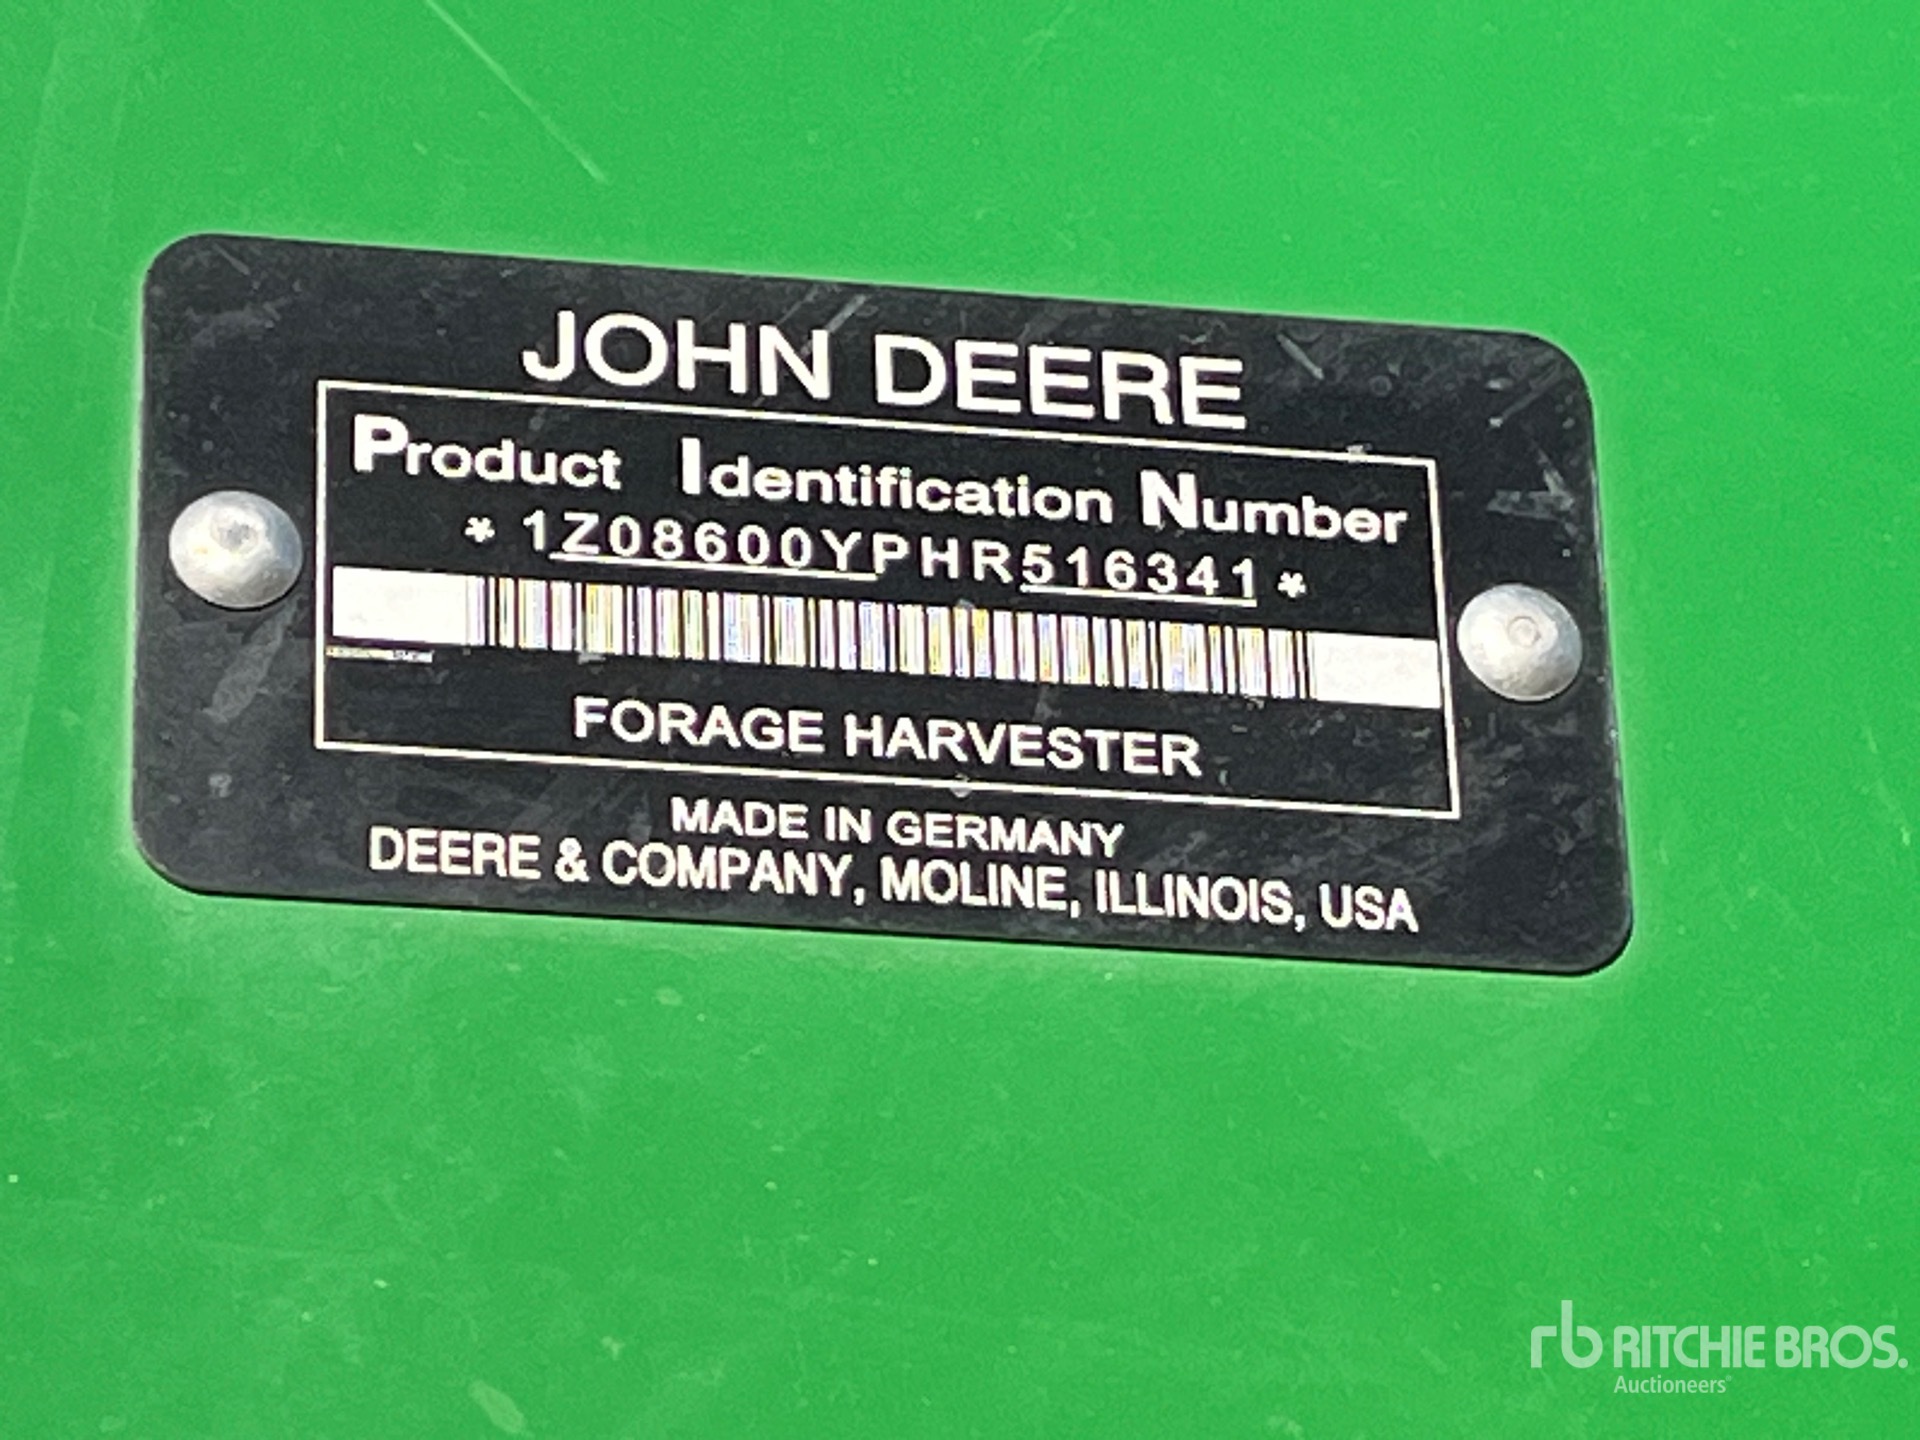 JOHN DEERE
Product Identification Number
* 1Z08600YPHR516341 *
FORAGE HARVESTER
MADE IN GERMANY
DEERE & COMPANY, MOLINE, ILLINOIS, USA
rb RITCHIE BROS.
Auctioneers